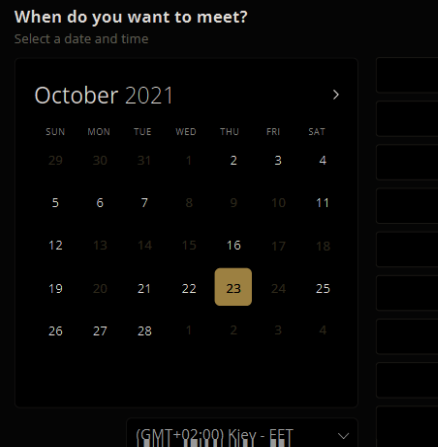 When do you want to meet?
Select a date and time
October 2021
SUN MON TUE WED THU FRI SAT
29 30 31 1 2 3 4
5 6 7 8 9 10 11
12 13 14 15 16 17 18
19 20 21 22 23 24 25
26 27 28 1 2 3 4
(GMT+02:00) Kiev - EET